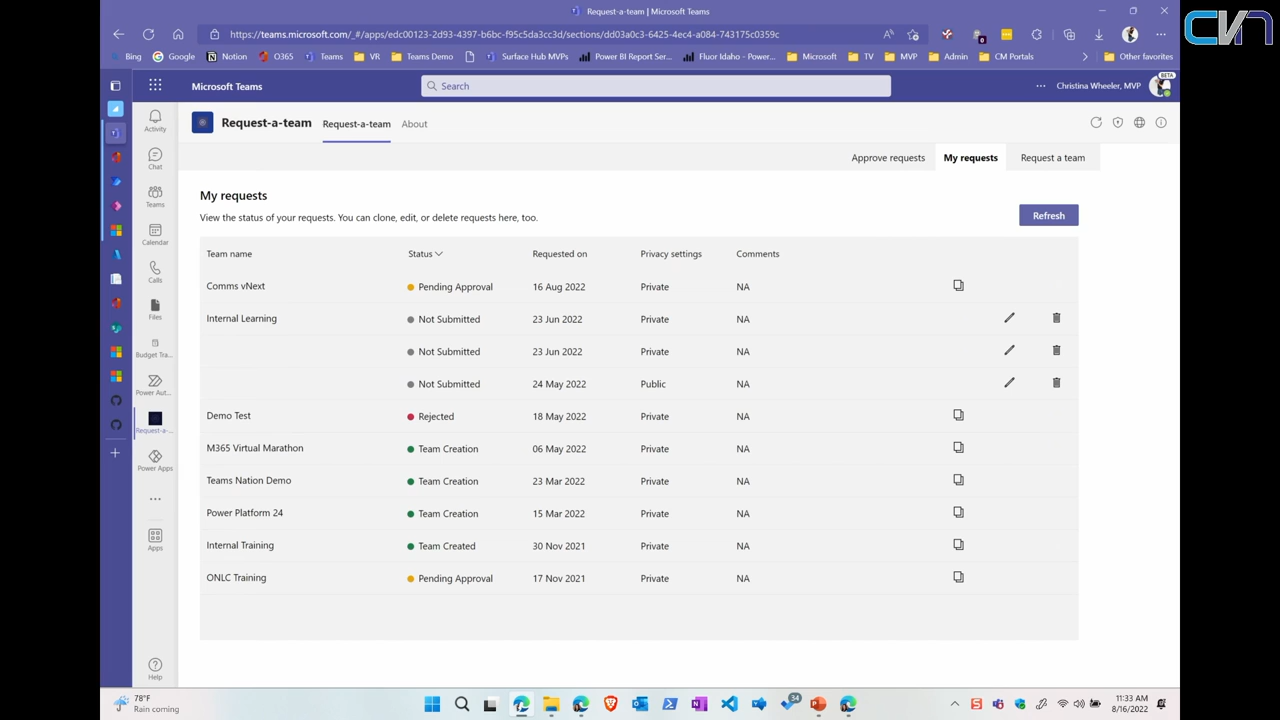 Request-a-team | Microsoft Teams
https://teams.microsoft.com/_#/apps/edc00123-2d93-4397-b6bc-f95c5da3cc3d/sections/dd03a0c3-6425-4ec4-a084-743175c0359c
Bing Google Notion O365 Teams VR Teams Demo Surface Hub MVPs Power BI Report Ser... Fluor Idaho - Power... Microsoft TV MVP Admin CM Portals Other favorites
CVN
Microsoft Teams Search Christina Wheeler, MVP BETA
Request-a-team Request-a-team About
Activity
Chat
Teams
Calendar
Calls
Files
Budget Tra...
Power Aut...
Request-a-...
Power Apps
Apps
Help
Approve requests My requests Request a team
My requests
View the status of your requests. You can clone, edit, or delete requests here, too.
Refresh
Team name Status Requested on Privacy settings Comments
Comms vNext Pending Approval 16 Aug 2022 Private NA
Internal Learning Not Submitted 23 Jun 2022 Private NA
Not Submitted 23 Jun 2022 Private NA
Not Submitted 24 May 2022 Public NA
Demo Test Rejected 18 May 2022 Private NA
M365 Virtual Marathon Team Creation 06 May 2022 Private NA
Teams Nation Demo Team Creation 23 Mar 2022 Private NA
Power Platform 24 Team Creation 15 Mar 2022 Private NA
Internal Training Team Created 30 Nov 2021 Private NA
ONLC Training Pending Approval 17 Nov 2021 Private NA
78°F
Rain coming
34
11:33 AM
8/16/2022